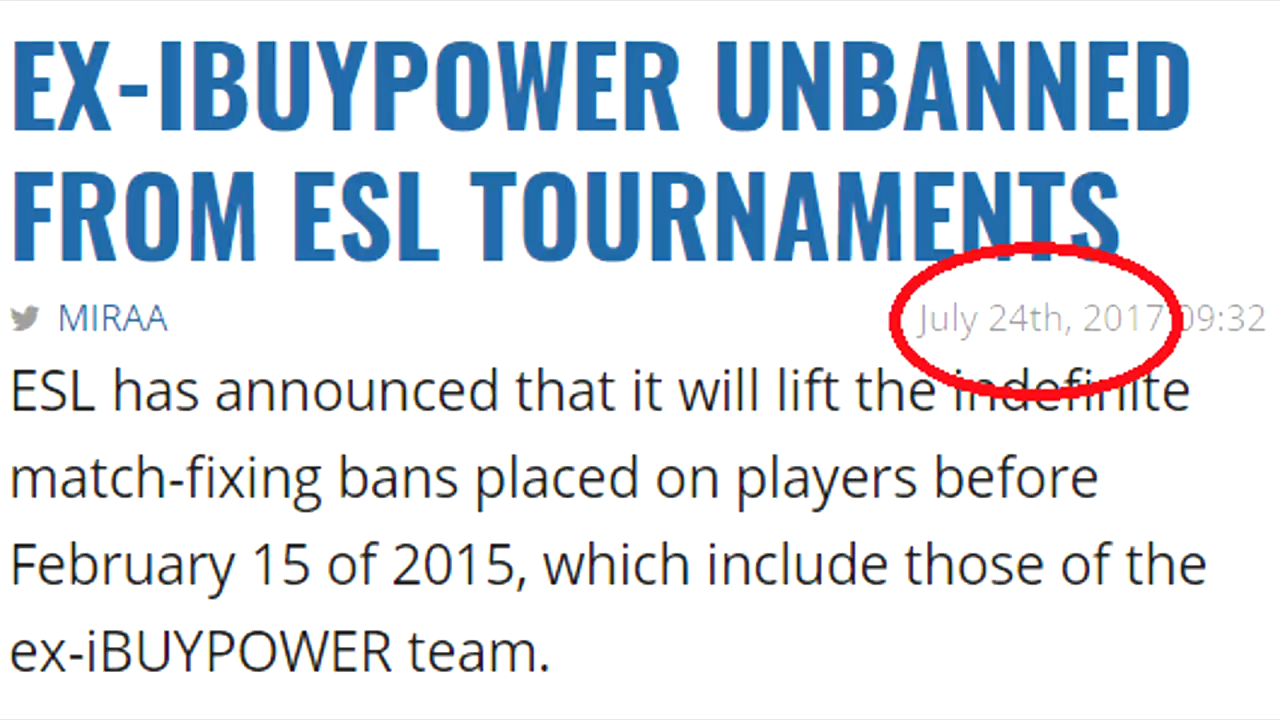 EX-IBUYPOWER UNBANNED
FROM ESL TOURNAMENTS
MIRAA July 24th, 2017 09:32
ESL has announced that it will lift the indefinite
match-fixing bans placed on players before
February 15 of 2015, which include those of the
ex-iBUYPOWER team.